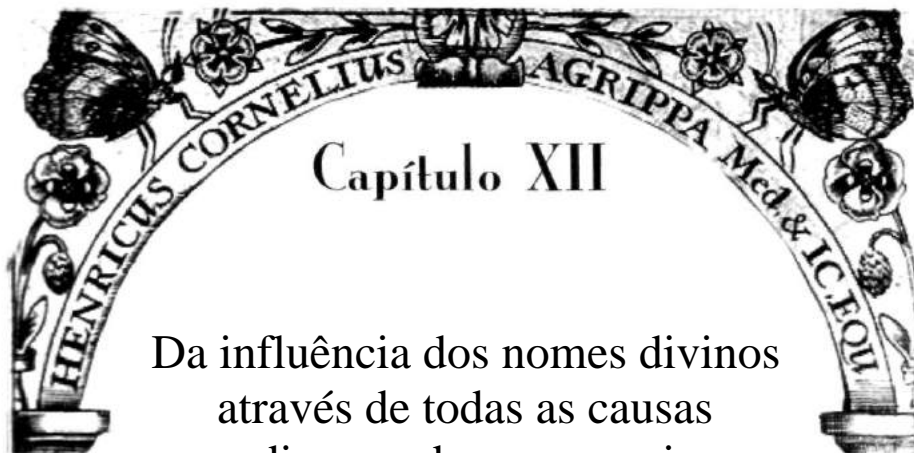 HENRICUS CORNELIUS AGRIPPA Med, & IC. EQU
Capítulo XII
Da influência dos nomes divinos
através de todas as causas